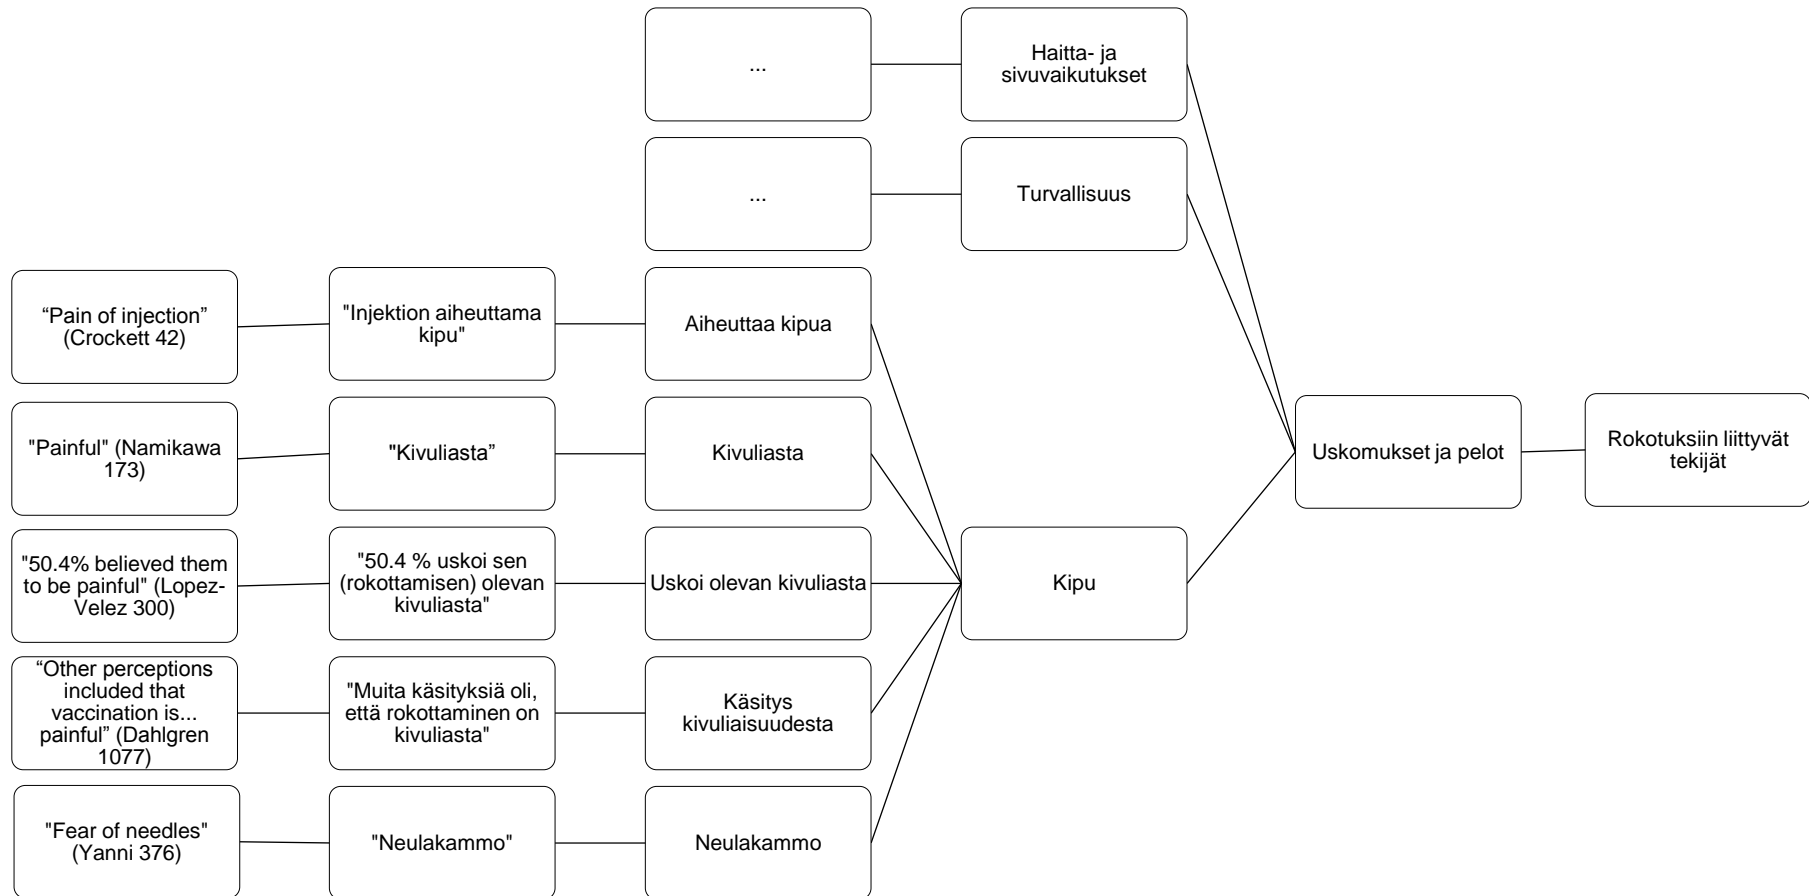 ...
Haitta- ja
sivuvaikutukset
...
Turvallisuus
“Pain of injection”
(Crockett 42)
"Injektion aiheuttama
kipu"
Aiheuttaa kipua
"Painful" (Namikawa
173)
"Kivuliasta”
Kivuliasta
"50.4% believed them
to be painful" (Lopez-
Velez 300)
"50.4 % uskoi sen
(rokottamisen) olevan
kivuliasta"
Uskoi olevan kivuliasta
“Other perceptions
included that
vaccination is...
painful” (Dahlgren
1077)
"Muita käsityksiä oli,
että rokottaminen on
kivuliasta"
Käsitys
kivuliaisuudesta
"Fear of needles"
(Yanni 376)
"Neulakammo"
Neulakammo
Kipu
Uskomukset ja pelot
Rokotuksiin liittyvät
tekijät